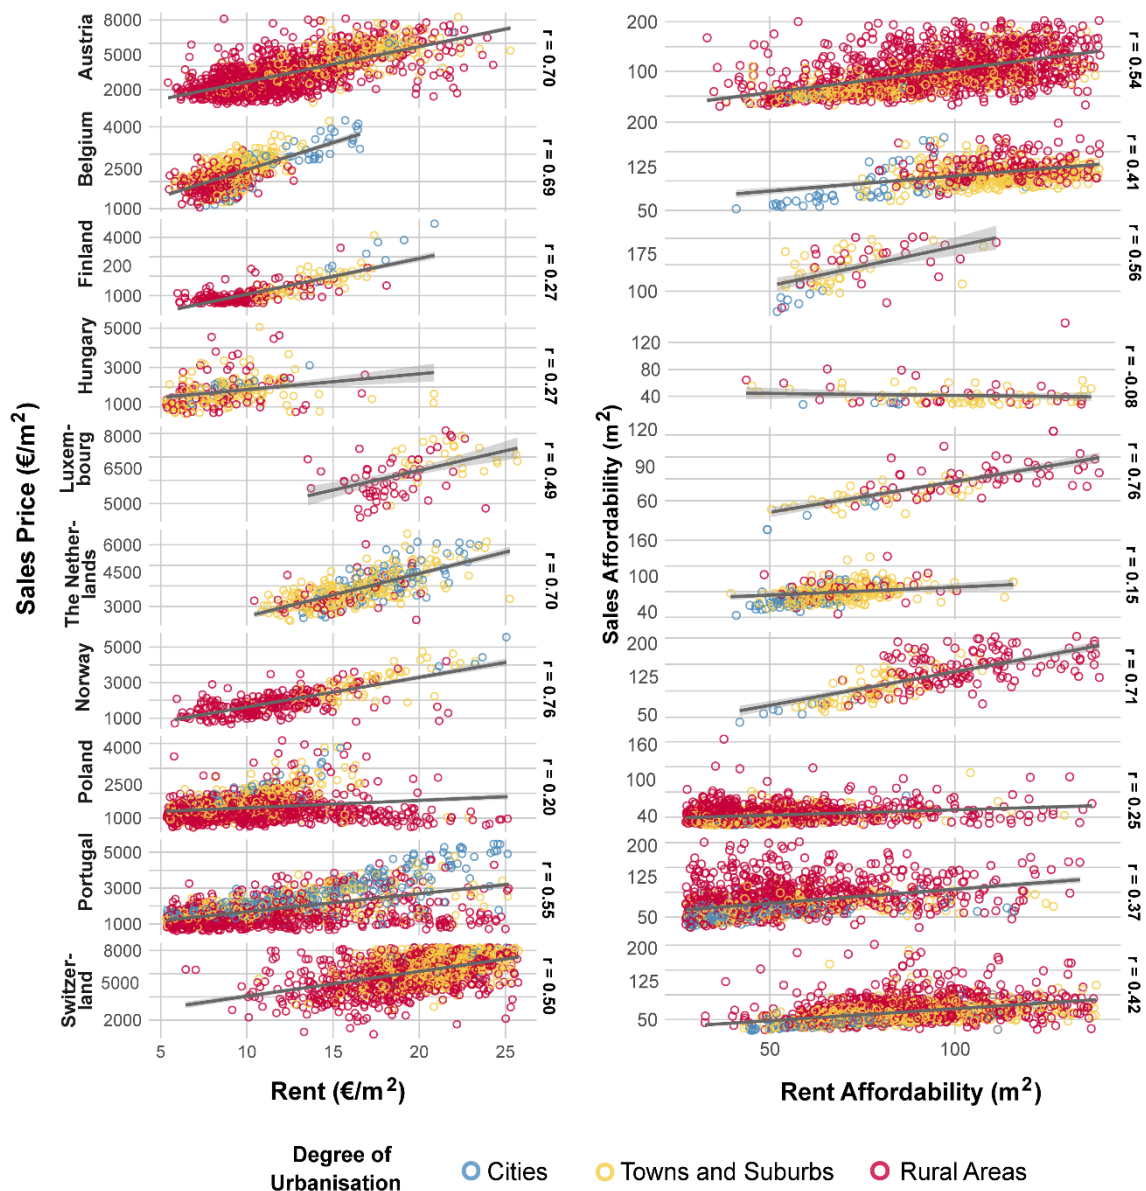 Sales Price (€/m²)
Austria
8000
5000
2000
r = 0.70
Belgium
4000
2500
1000
r = 0.69
Finland
4000
200
1000
r = 0.27
Hungary
5000
3000
1000
r = 0.27
Luxem-
bourg
8000
6500
5000
r = 0.49
The Nether-
lands
6000
4500
3000
r = 0.70
Norway
5000
3000
1000
r = 0.76
Poland
4000
2500
1000
r = 0.20
Portugal
5000
3000
1000
r = 0.55
Switzer-
land
8000
5000
2000
r = 0.50
5 10 15 20 25
Rent (€/m²)
Sales Affordability (m²)
200
100
r = 0.54
200
125
50
r = 0.41
175
100
r = 0.56
120
80
40
r = -0.08
120
90
60
r = 0.76
160
100
40
r = 0.15
200
125
50
r = 0.71
160
100
40
r = 0.25
200
125
50
r = 0.37
200
125
50
r = 0.42
50 100
Rent Affordability (m²)
Degree of
Urbanisation
Cities
Towns and Suburbs
Rural Areas